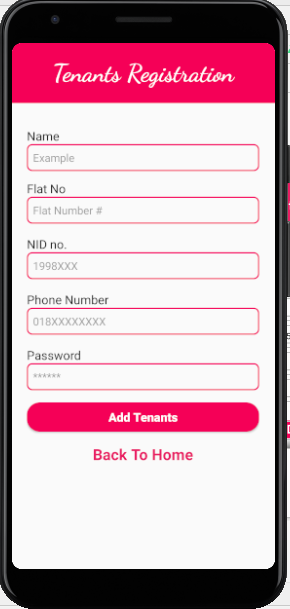 Tenants Registration
Name
Example
Flat No
Flat Number #
NID no.
1998XXX
Phone Number
018XXXXXXXX
Password
******
Add Tenants
Back To Home